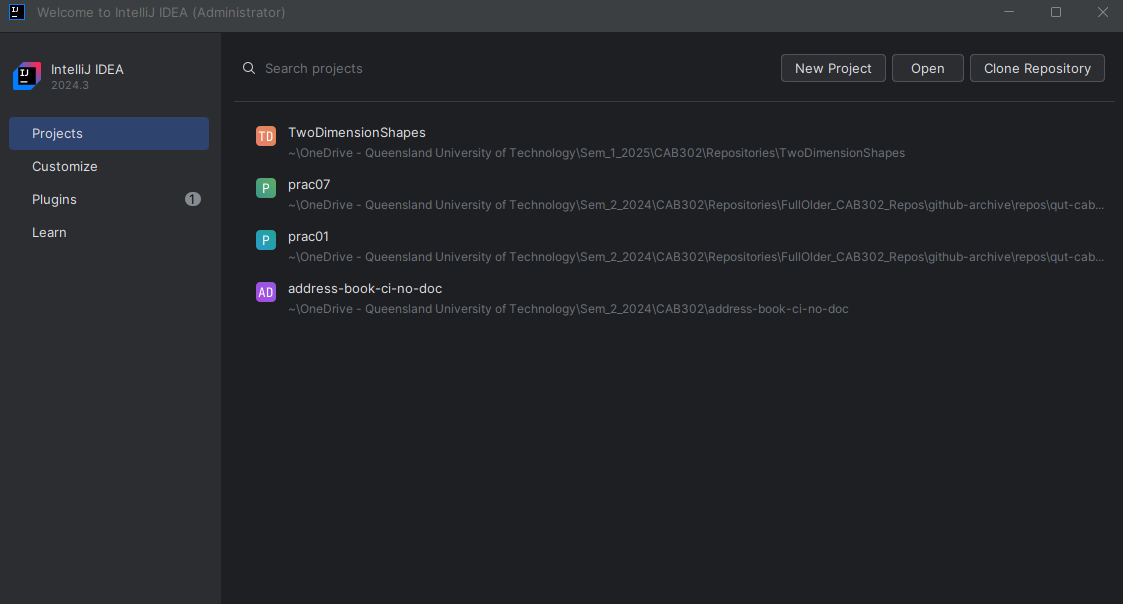 Welcome to IntelliJ IDEA (Administrator)
IntelliJ IDEA
2024.3
Projects
Customize
Plugins 1
Learn
Search projects
New Project Open Clone Repository
TD TwoDimensionShapes
~\OneDrive - Queensland University of Technology\Sem_1_2025\CAB302\Repositories\TwoDimensionShapes
P prac07
~\OneDrive - Queensland University of Technology\Sem_2_2024\CAB302\Repositories\FullOlder_CAB302_Repos\github-archive\repos\qut-cab...
P prac01
~\OneDrive - Queensland University of Technology\Sem_2_2024\CAB302\Repositories\FullOlder_CAB302_Repos\github-archive\repos\qut-cab...
AD address-book-ci-no-doc
~\OneDrive - Queensland University of Technology\Sem_2_2024\CAB302\address-book-ci-no-doc